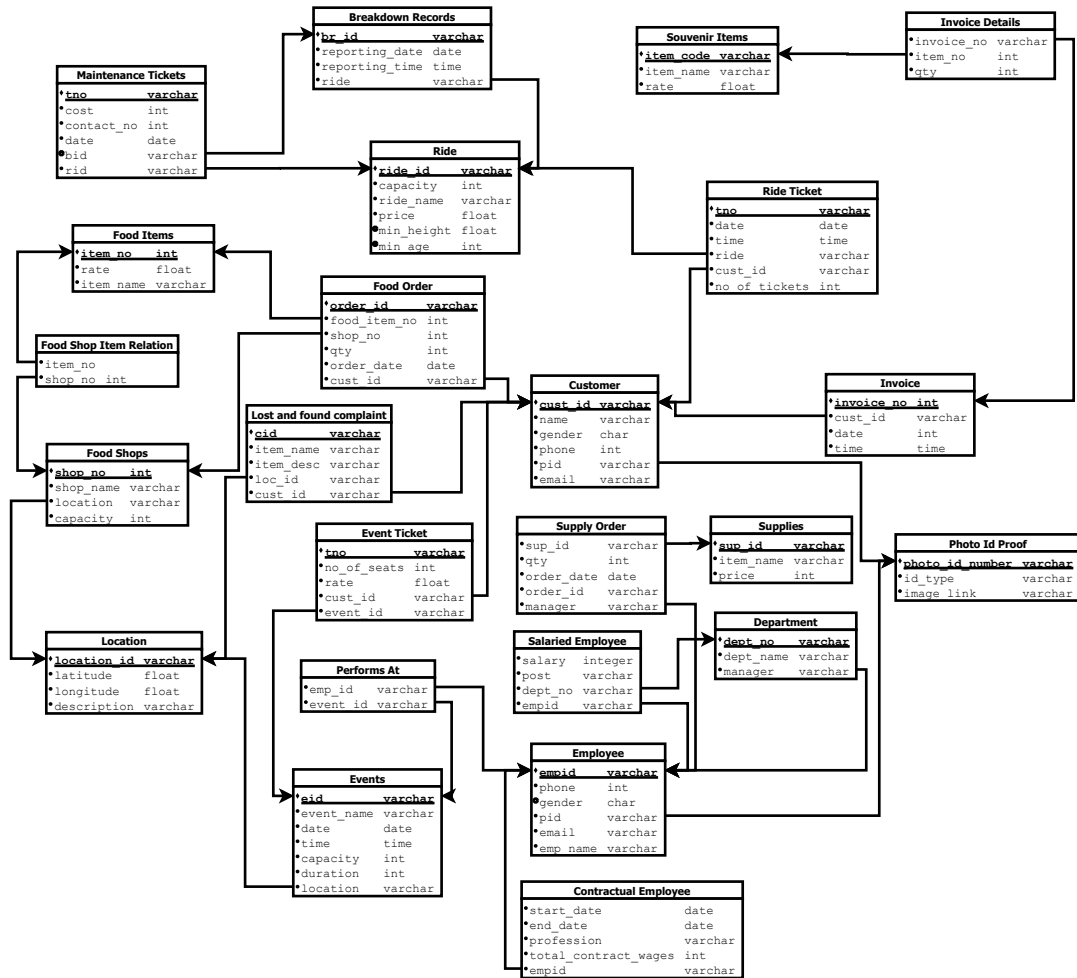 Breakdown Records
br_id varchar
reporting_date date
reporting_time time
ride varchar
Souvenir Items
item_code varchar
item_name varchar
rate float
Invoice Details
invoice_no varchar
item_no int
qty int
Maintenance Tickets
tno varchar
cost int
contact_no int
date date
bid varchar
rid varchar
Ride
ride_id varchar
capacity int
ride_name varchar
price float
min_height float
min_age int
Ride Ticket
tno varchar
date date
time time
ride varchar
cust_id varchar
no_of_tickets int
Food Items
item_no int
rate float
item_name varchar
Food Order
order_id varchar
food_item_no int
shop_no int
qty int
order_date date
cust_id varchar
Food Shop Item Relation
item_no
shop_no int
Customer
cust_id varchar
name varchar
gender char
phone int
pid varchar
email varchar
Invoice
invoice_no int
cust_id varchar
date int
time time
Lost and found complaint
cid varchar
item_name varchar
item_desc varchar
loc_id varchar
cust_id varchar
Food Shops
shop_no int
shop_name varchar
location varchar
capacity int
Event Ticket
tno varchar
no_of_seats int
rate float
cust_id varchar
event_id varchar
Supply Order
sup_id varchar
qty int
order_date date
order_id varchar
manager varchar
Supplies
sup_id varchar
item_name varchar
price int
Photo Id Proof
photo_id_number varchar
id_type varchar
image_link varchar
Location
location_id varchar
latitude float
longitude float
description varchar
Performs At
emp_id varchar
event_id varchar
Salaried Employee
salary integer
post varchar
dept_no varchar
empid varchar
Department
dept_no varchar
dept_name varchar
manager varchar
Events
eid varchar
event_name varchar
date date
time time
capacity int
duration int
location varchar
Employee
empid varchar
phone int
gender char
pid varchar
email varchar
emp_name varchar
Contractual Employee
start_date date
end_date date
profession varchar
total_contract_wages int
empid varchar